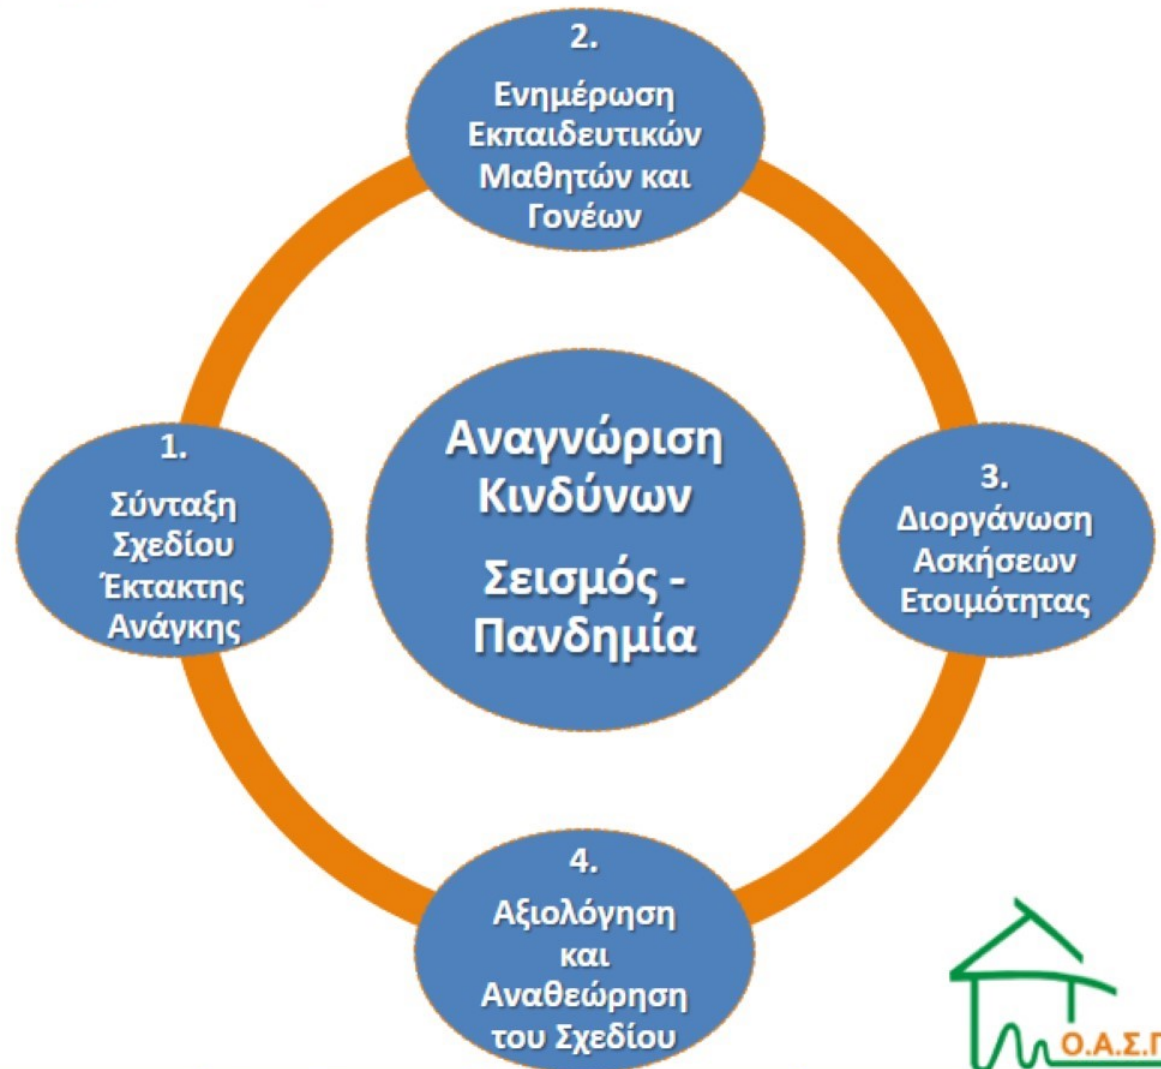 2.
Ενημέρωση
Εκπαιδευτικών
Μαθητών και
Γονέων
Αναγνώριση
Κινδύνων
Σεισμός -
Πανδημία
1.
Σύνταξη
Σχεδίου
Έκτακτης
Ανάγκης
3.
Διοργάνωση
Ασκήσεων
Ετοιμότητας
4.
Αξιολόγηση
και
Αναθεώρηση
του Σχεδίου